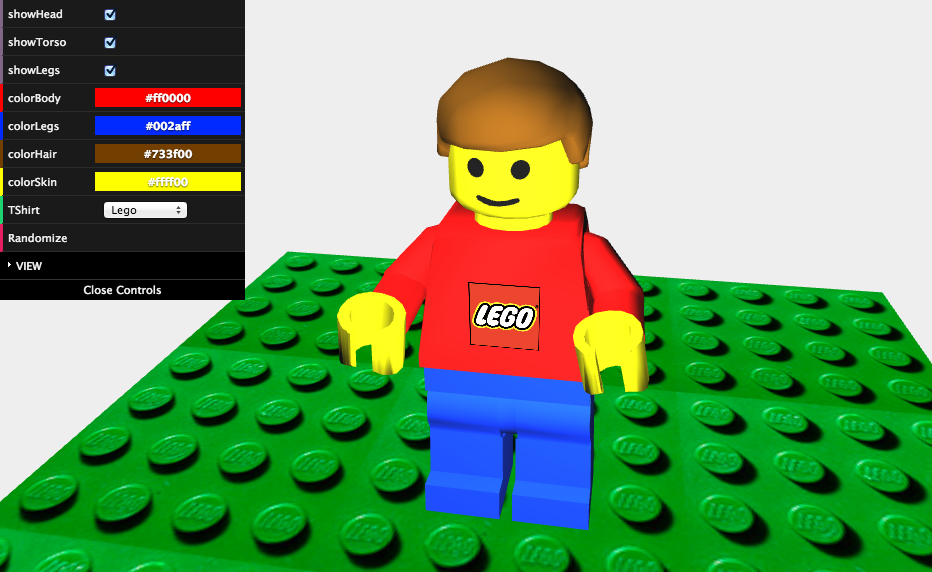 showHead
showTorso
showLegs
colorBody #ff0000
colorLegs #002aff
colorHair #733f00
colorSkin #ffff00
TShirt Lego
Randomize
VIEW
Close Controls
LEGO